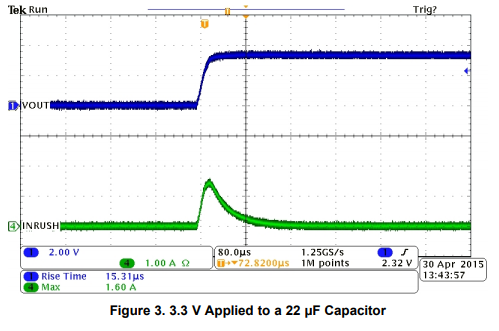 Tek Run
Trig?
T
T
1 VOUT
4 INRUSH
1 2.00 V
4 1.00 A Ω
80.0µs
T→▼72.8200µs
1.25GS/s
1M points
1
2.32 V
1 Rise Time 15.31µs
4 Max 1.60 A
30 Apr 2015
13:43:57
Figure 3. 3.3 V Applied to a 22 µF Capacitor